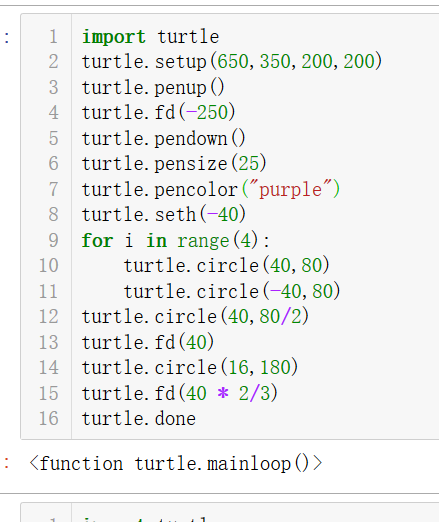 :
1 import turtle
2 turtle.setup(650,350,200,200)
3 turtle.penup()
4 turtle.fd(-250)
5 turtle.pendown()
6 turtle.pensize(25)
7 turtle.pencolor("purple")
8 turtle.seth(-40)
9 for i in range(4):
10     turtle.circle(40,80)
11     turtle.circle(-40,80)
12 turtle.circle(40,80/2)
13 turtle.fd(40)
14 turtle.circle(16,180)
15 turtle.fd(40 * 2/3)
16 turtle.done
: <function turtle.mainloop()>